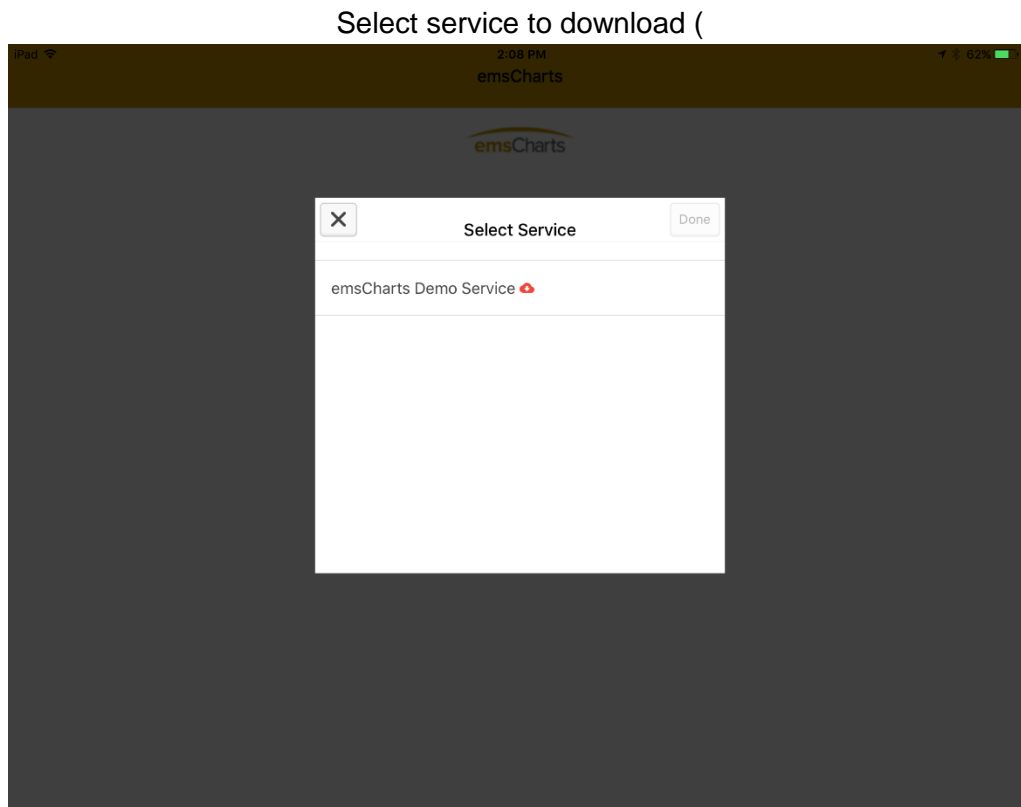 Select service to download (
iPad 2:08 PM 62%
emsCharts
emsCharts
Select Service Done
emsCharts Demo Service